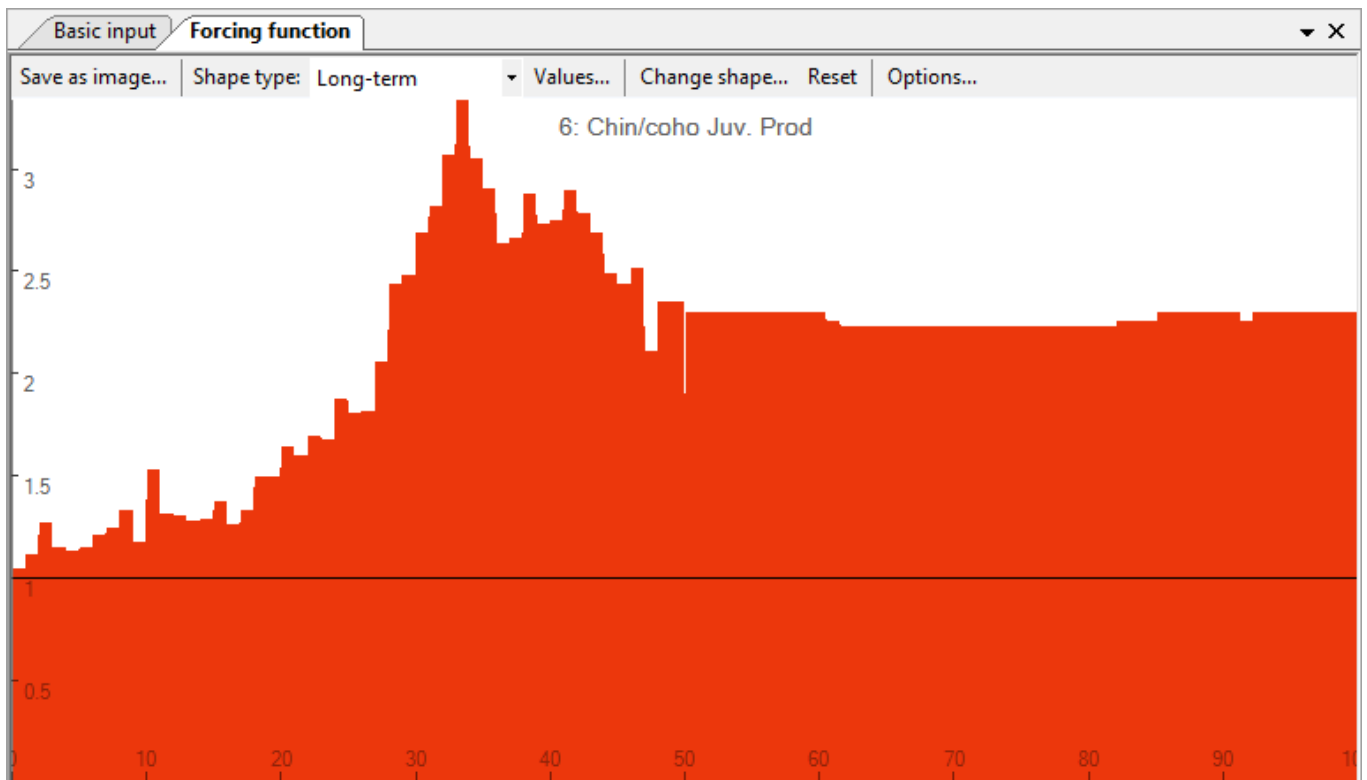 Basic input Forcing function
Save as image... Shape type: Long-term Values... Change shape... Reset Options...
6: Chin/coho Juv. Prod
3
2.5
2
1.5
1
0.5
0 10 20 30 40 50 60 70 80 90 10